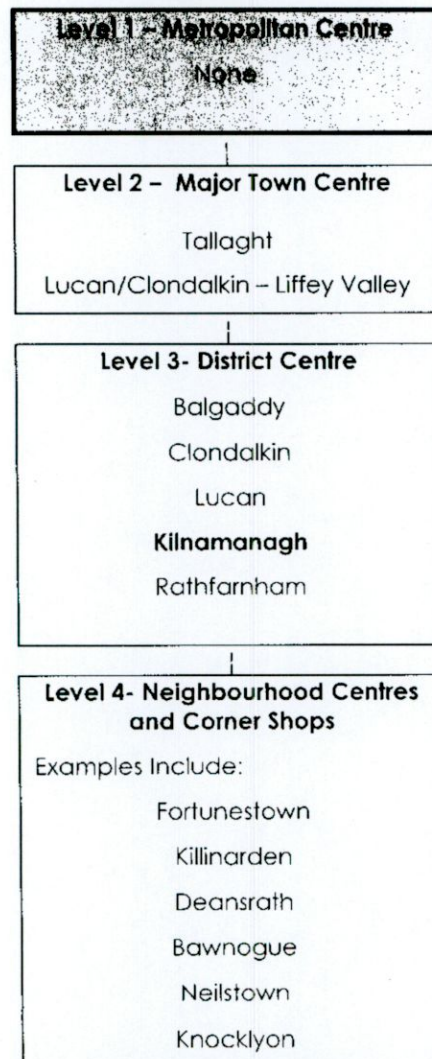 Level 1 – Metropolitan Centre
None
Level 2 – Major Town Centre
Tallaght
Lucan/Clondalkin – Liffey Valley
Level 3- District Centre
Balgaddy
Clondalkin
Lucan
Kilnamanagh
Rathfarnham
Level 4- Neighbourhood Centres
and Corner Shops
Examples Include:
Fortunestown
Killinarden
Deansrath
Bawnogue
Neilstown
Knocklyon